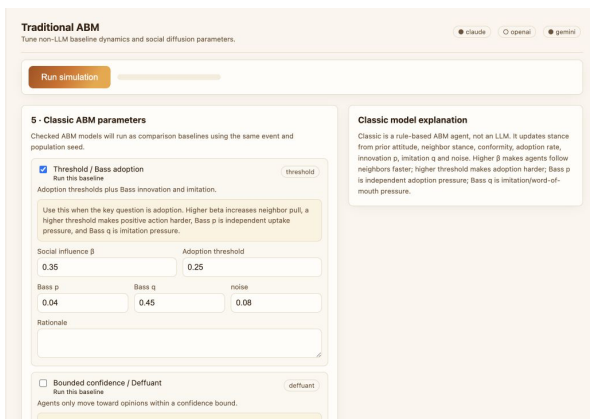 Traditional ABM
Tune non-LLM baseline dynamics and social diffusion parameters.
claude
openai
gemini
Run simulation
5 · Classic ABM parameters
Checked ABM models will run as comparison baselines using the same event and
population seed.
Threshold / Bass adoption
threshold
Run this baseline
Adoption thresholds plus Bass innovation and imitation.
Use this when the key question is adoption. Higher beta increases neighbor pull, a
higher threshold makes positive action harder, Bass p is independent uptake
pressure, and Bass q is imitation pressure.
Social influence β
Adoption threshold
0.35
0.25
Bass p
Bass q
noise
0.04
0.45
0.08
Rationale
Bounded confidence / Deffuant
deffuant
Run this baseline
Agents only move toward opinions within a confidence bound.
Classic model explanation
Classic is a rule-based ABM agent, not an LLM. It updates stance
from prior attitude, neighbor stance, conformity, adoption rate,
innovation p, imitation q and noise. Higher β makes agents follow
neighbors faster; higher threshold makes adoption harder; Bass p
is independent adoption pressure; Bass q is imitation/word-of-
mouth pressure.